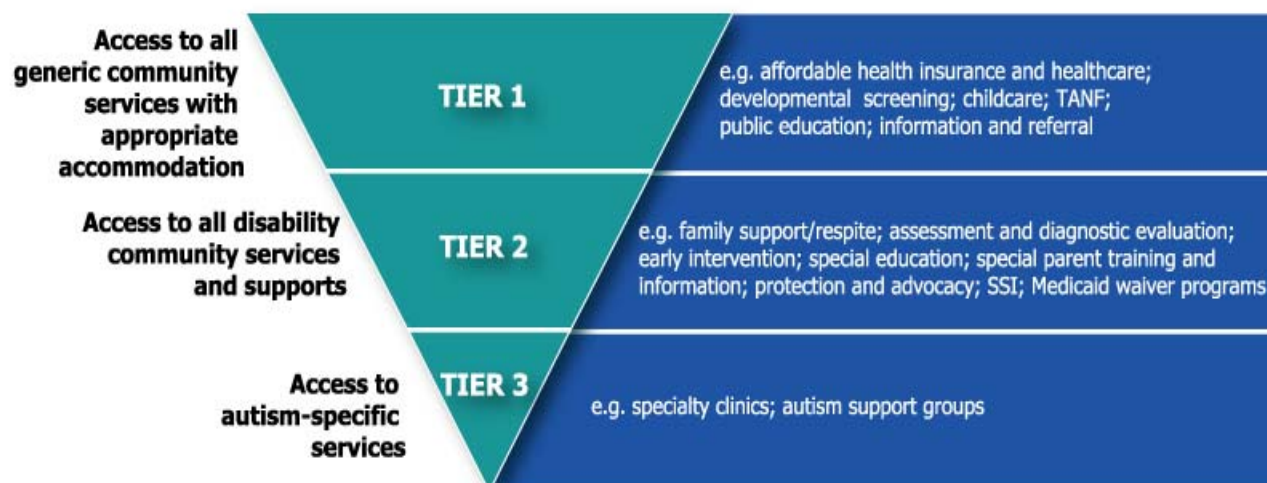 Access to all
generic community
services with
appropriate
accommodation
TIER 1
e.g. affordable health insurance and healthcare;
developmental screening; childcare; TANF;
public education; information and referral
Access to all disability
community services
and supports
TIER 2
e.g. family support/respite; assessment and diagnostic evaluation;
early intervention; special education; special parent training and
information; protection and advocacy; SSI; Medicaid waiver programs
Access to
autism-specific
services
TIER 3
e.g. specialty clinics; autism support groups